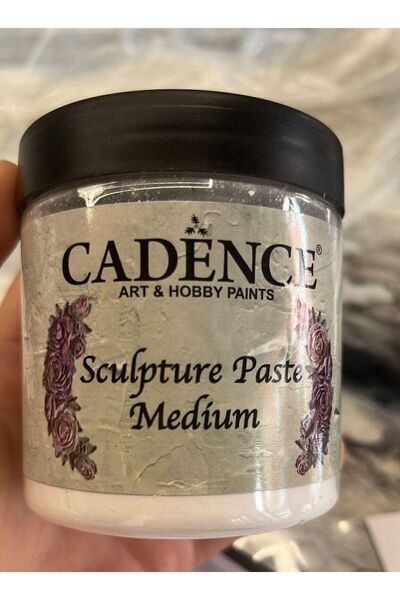 CADENCE®
ART & HOBBY PAINTS
Sculpture Paste
Medium